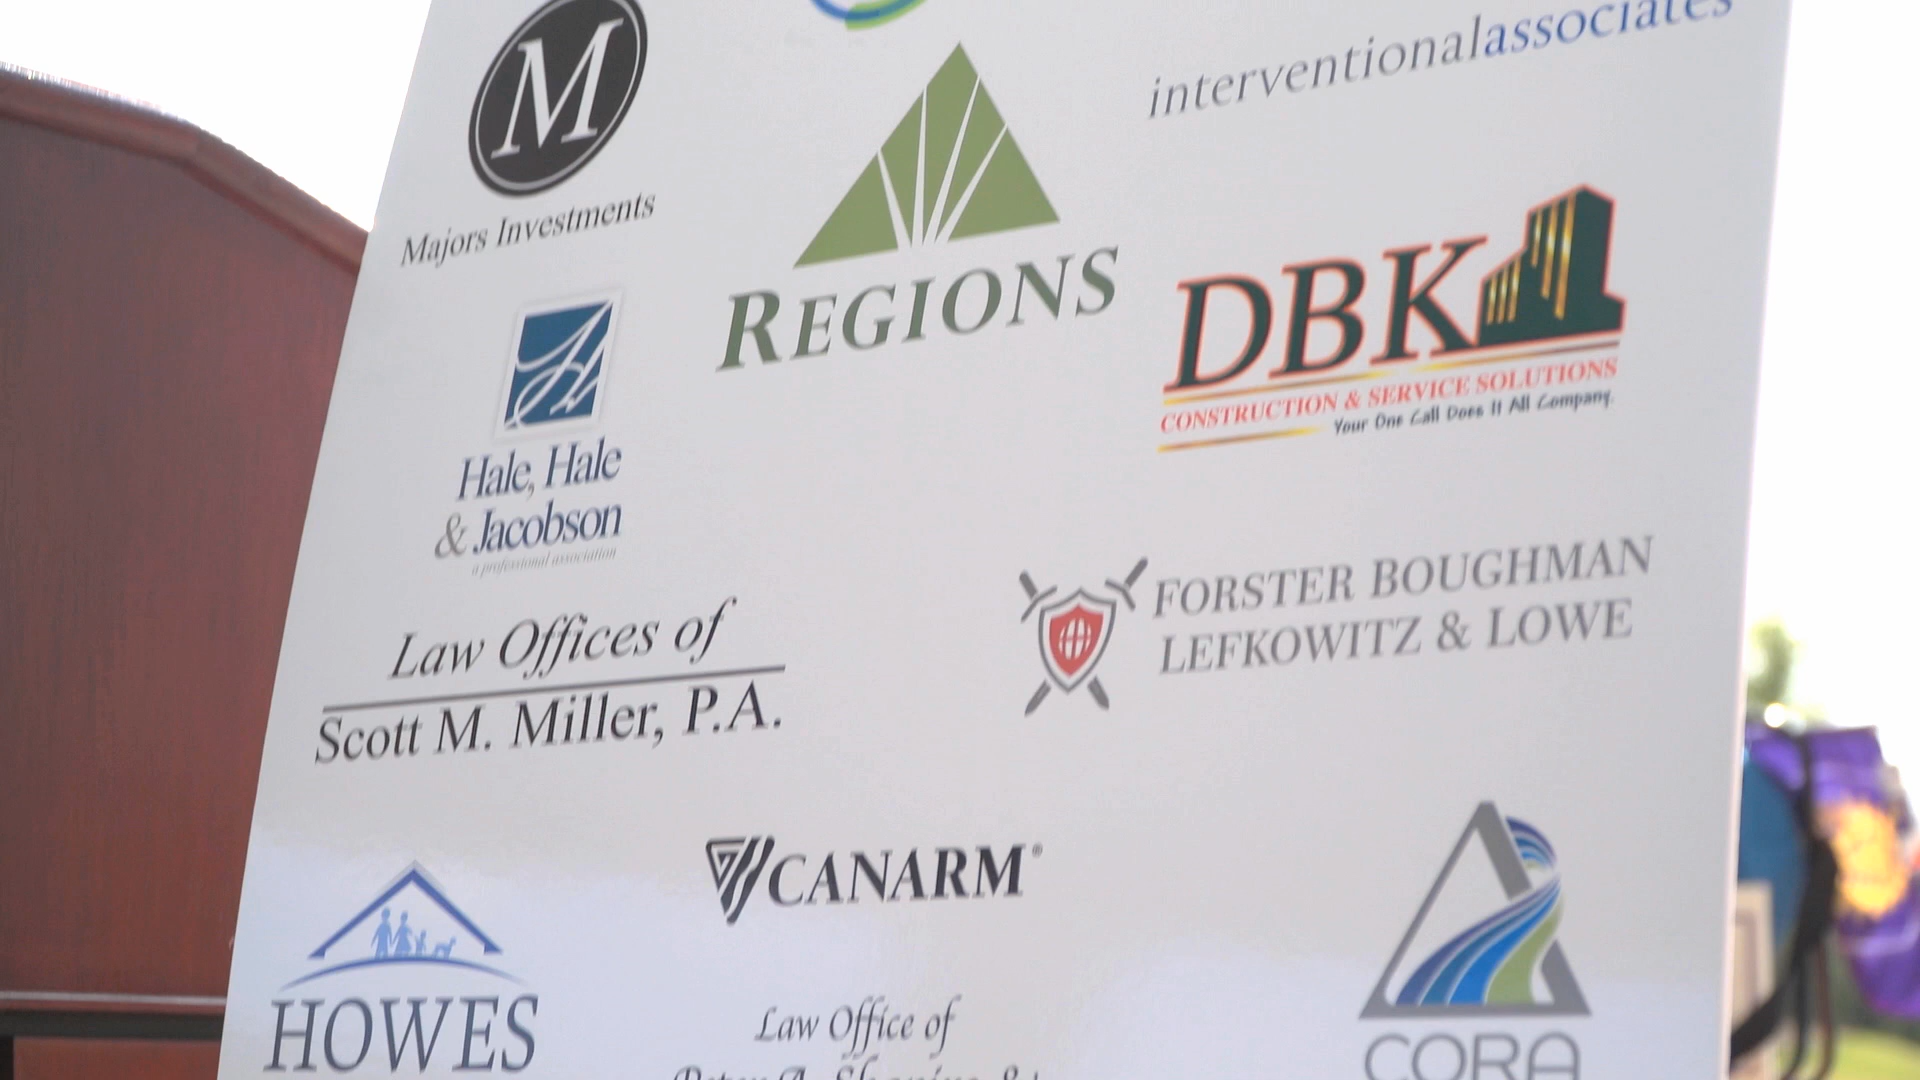 M
Majors Investments
interventionalassociates
REGIONS
DBK
CONSTRUCTION & SERVICE SOLUTIONS
Your One Call Does It All Company.
Hale, Hale
& Jacobson
a professional association
FORSTER BOUGHMAN
LEFKOWITZ & LOWE
Law Offices of
Scott M. Miller, P.A.
CANARM®
HOWES
Law Office of
CORA